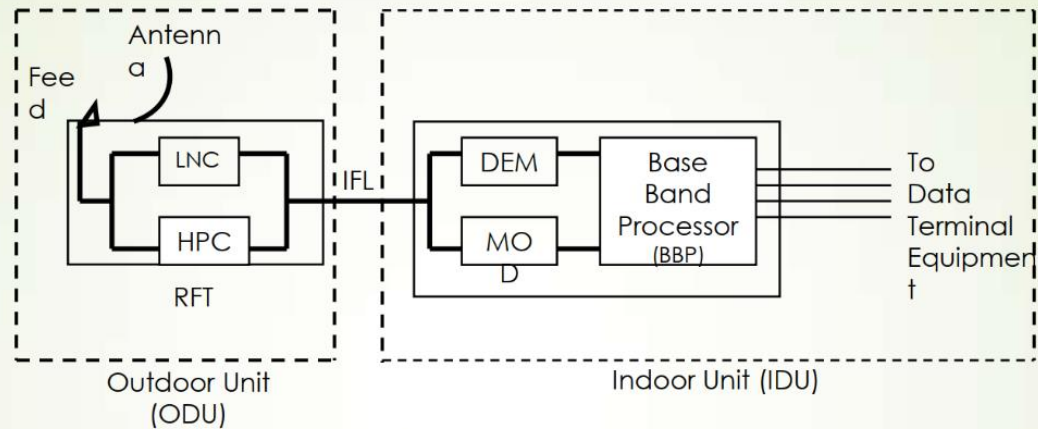 Antenn
a
Fee
d
LNC
HPC
RFT
IFL
DEM
MO
D
Base
Band
Processor
(BBP)
To
Data
Terminal
Equipmen
t
Outdoor Unit
(ODU)
Indoor Unit (IDU)